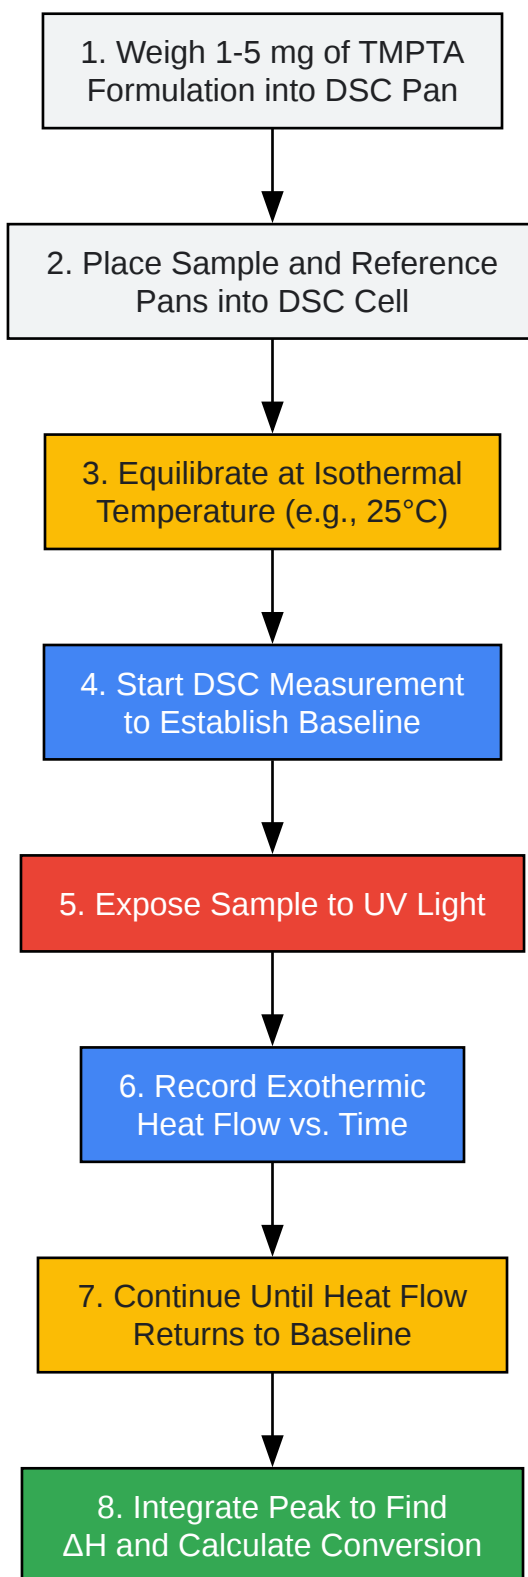 1. Weigh 1-5 mg of TMPTA
Formulation into DSC Pan
2. Place Sample and Reference
Pans into DSC Cell
3. Equilibrate at Isothermal
Temperature (e.g., 25°C)
4. Start DSC Measurement
to Establish Baseline
5. Expose Sample to UV Light
6. Record Exothermic
Heat Flow vs. Time
7. Continue Until Heat Flow
Returns to Baseline
8. Integrate Peak to Find
ΔH and Calculate Conversion